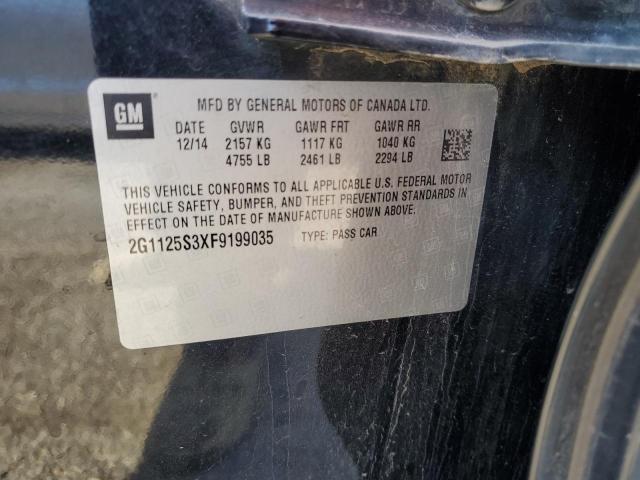 GM
MFD BY GENERAL MOTORS OF CANADA LTD.
DATE GVWR GAWR FRT GAWR RR
12/14 2157 KG 1117 KG 1040 KG
4755 LB 2461 LB 2294 LB
THIS VEHICLE CONFORMS TO ALL APPLICABLE U.S. FEDERAL MOTOR
VEHICLE SAFETY, BUMPER, AND THEFT PREVENTION STANDARDS IN
EFFECT ON THE DATE OF MANUFACTURE SHOWN ABOVE.
2G1125S3XF9199035 TYPE: PASS CAR